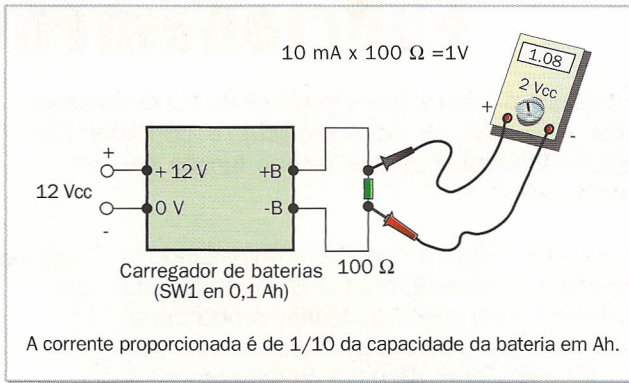 10 mA x 100 Ω =1V
1.08
2 Vcc
+
-
+
12 Vcc
-
+ 12 V
+B
0 V
-B
Carregador de baterias
(SW1 en 0,1 Ah)
100 Ω
A corrente proporcionada é de 1/10 da capacidade da bateria em Ah.